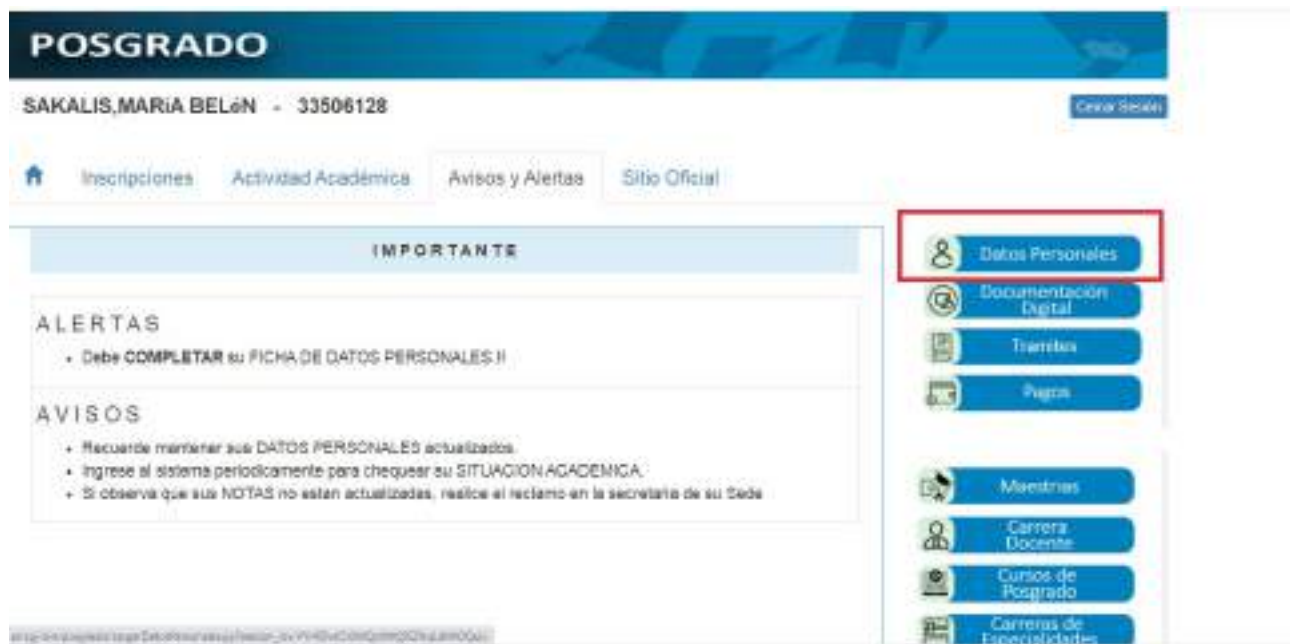 POSGRADO
SAKALIS,MARíA BELéN - 33506128
Cerrar Sesión
Inscripciones
Actividad Académica
Avisos y Alertas
Sitio Oficial
IMPORTANTE
ALERTAS
Debe COMPLETAR su FICHA DE DATOS PERSONALES !!
AVISOS
Recuerde mantener sus DATOS PERSONALES actualizados.
Ingrese al sistema periodicamente para chequear su SITUACION ACADEMICA.
Si observa que sus NOTAS no estan actualizadas, realice el reclamo en la secretaria de su Sede
Datos Personales
Documentación
Digital
Tramites
Pagos
Maestrias
Carrera
Docente
Cursos de
Posgrado
Carreras de
Especialidades